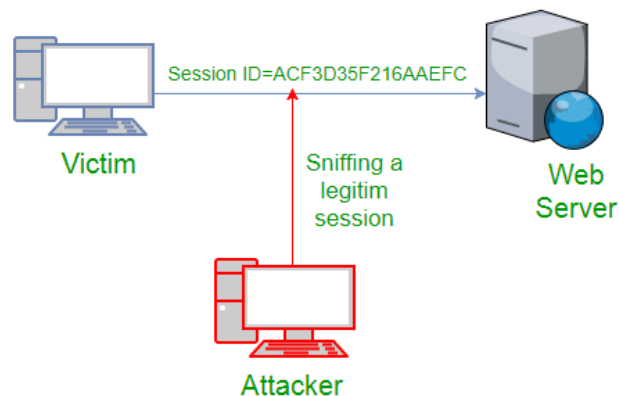 Session ID=ACF3D35F216AAEFC
Victim
Sniffing a
legitim
session
Web
Server
Attacker